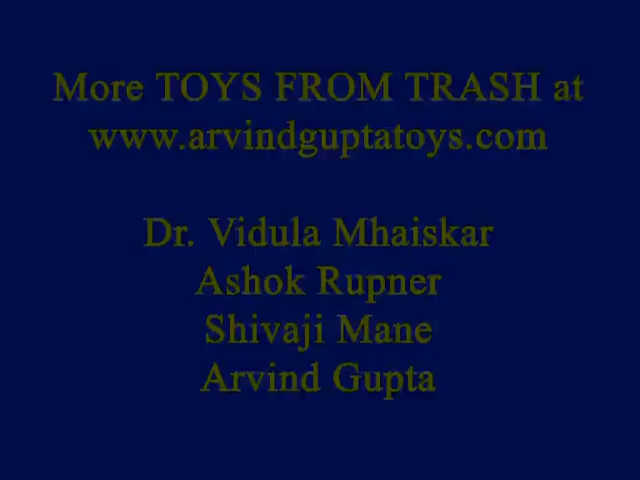 More TOYS FROM TRASH at
www.arvindguptatoys.com
Dr. Vidula Mhaiskar
Ashok Rupner
Shivaji Mane
Arvind Gupta